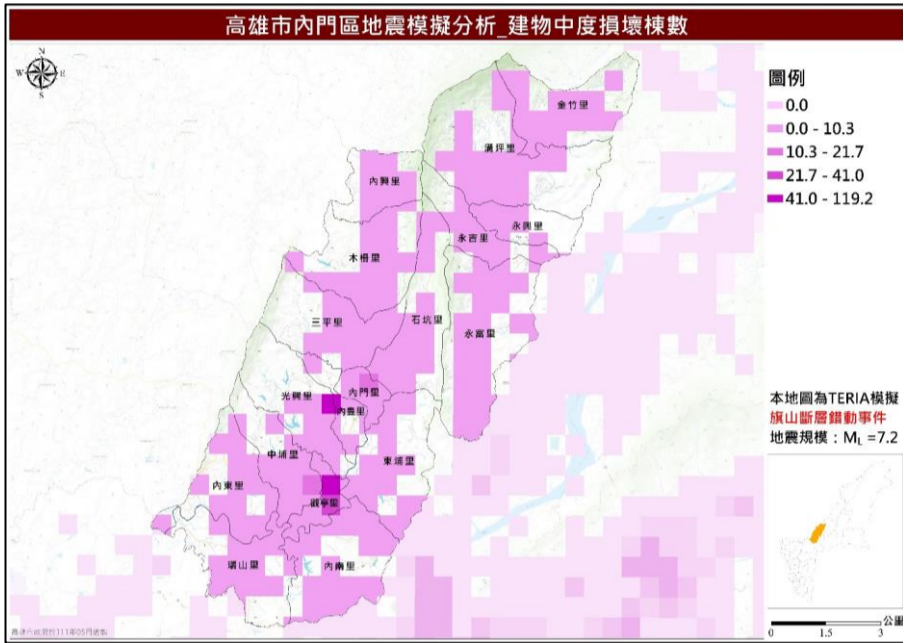 高雄市內門區地震模擬分析_建物中度損壞棟數
N
W
E
S
圖例
0.0
0.0 - 10.3
10.3 - 21.7
21.7 - 41.0
41.0 - 119.2
金竹里
溝坪里
內興里
永興里
永吉里
木柵里
石坑里
三平里
永富里
內門里
光興里
內豊里
中埔里
東埔里
內東里
觀亭里
瑞山里
內南里
本地圖為TERIA模擬
旗山斷層錯動事件
地震規模：ML =7.2
公里
0 1.5 3